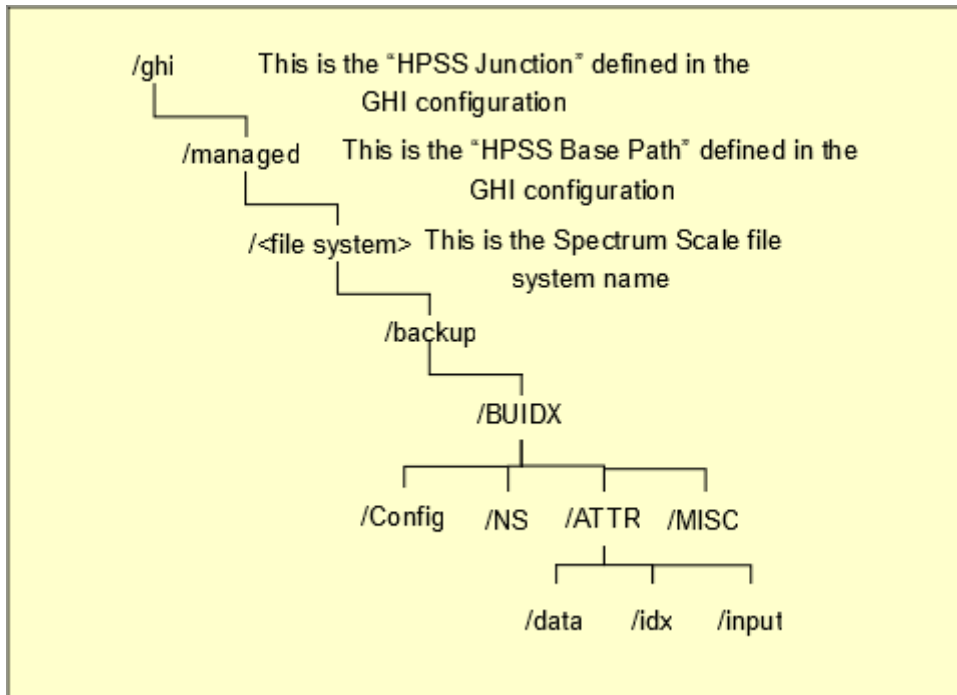 /ghi This is the “HPSS Junction” defined in the
GHI configuration
/managed This is the “HPSS Base Path” defined in the
GHI configuration
/<file system> This is the Spectrum Scale file
system name
/backup
/BUIDX
/Config /NS /ATTR /MISC
/data /idx /input